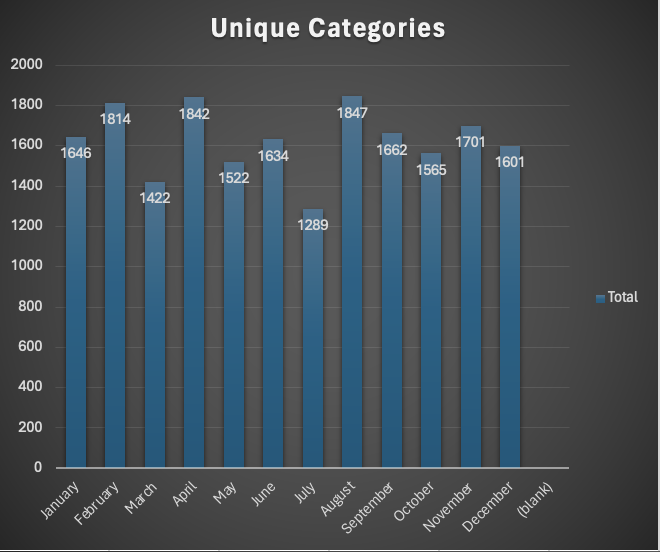 Unique Categories
2000
1800
1600
1400
1200
1000
800
600
400
200
0
1646
1814
1422
1842
1522
1634
1289
1847
1662
1565
1701
1601
January
February
March
April
May
June
July
August
September
October
November
December
(blank)
Total